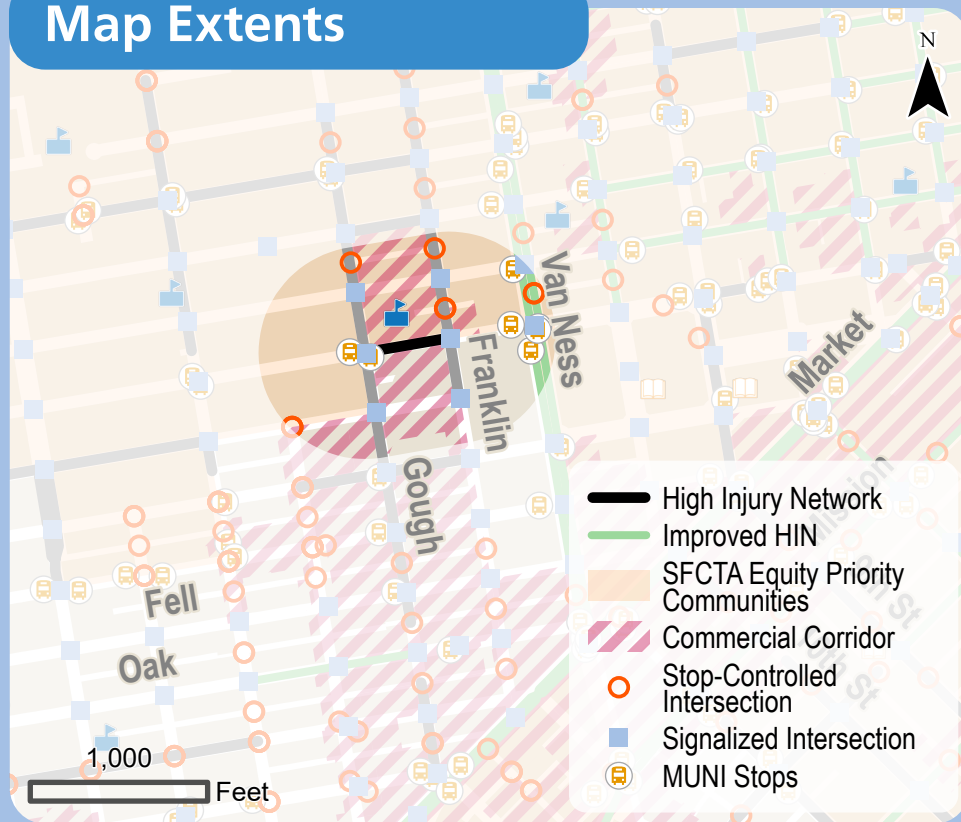 Map Extents
N
Van Ness
Franklin
Market
Gough
Fell
Oak
High Injury Network
Improved HIN
SFCTA Equity Priority
Communities
Commercial Corridor
Stop-Controlled
Intersection
Signalized Intersection
MUNI Stops
1,000
Feet